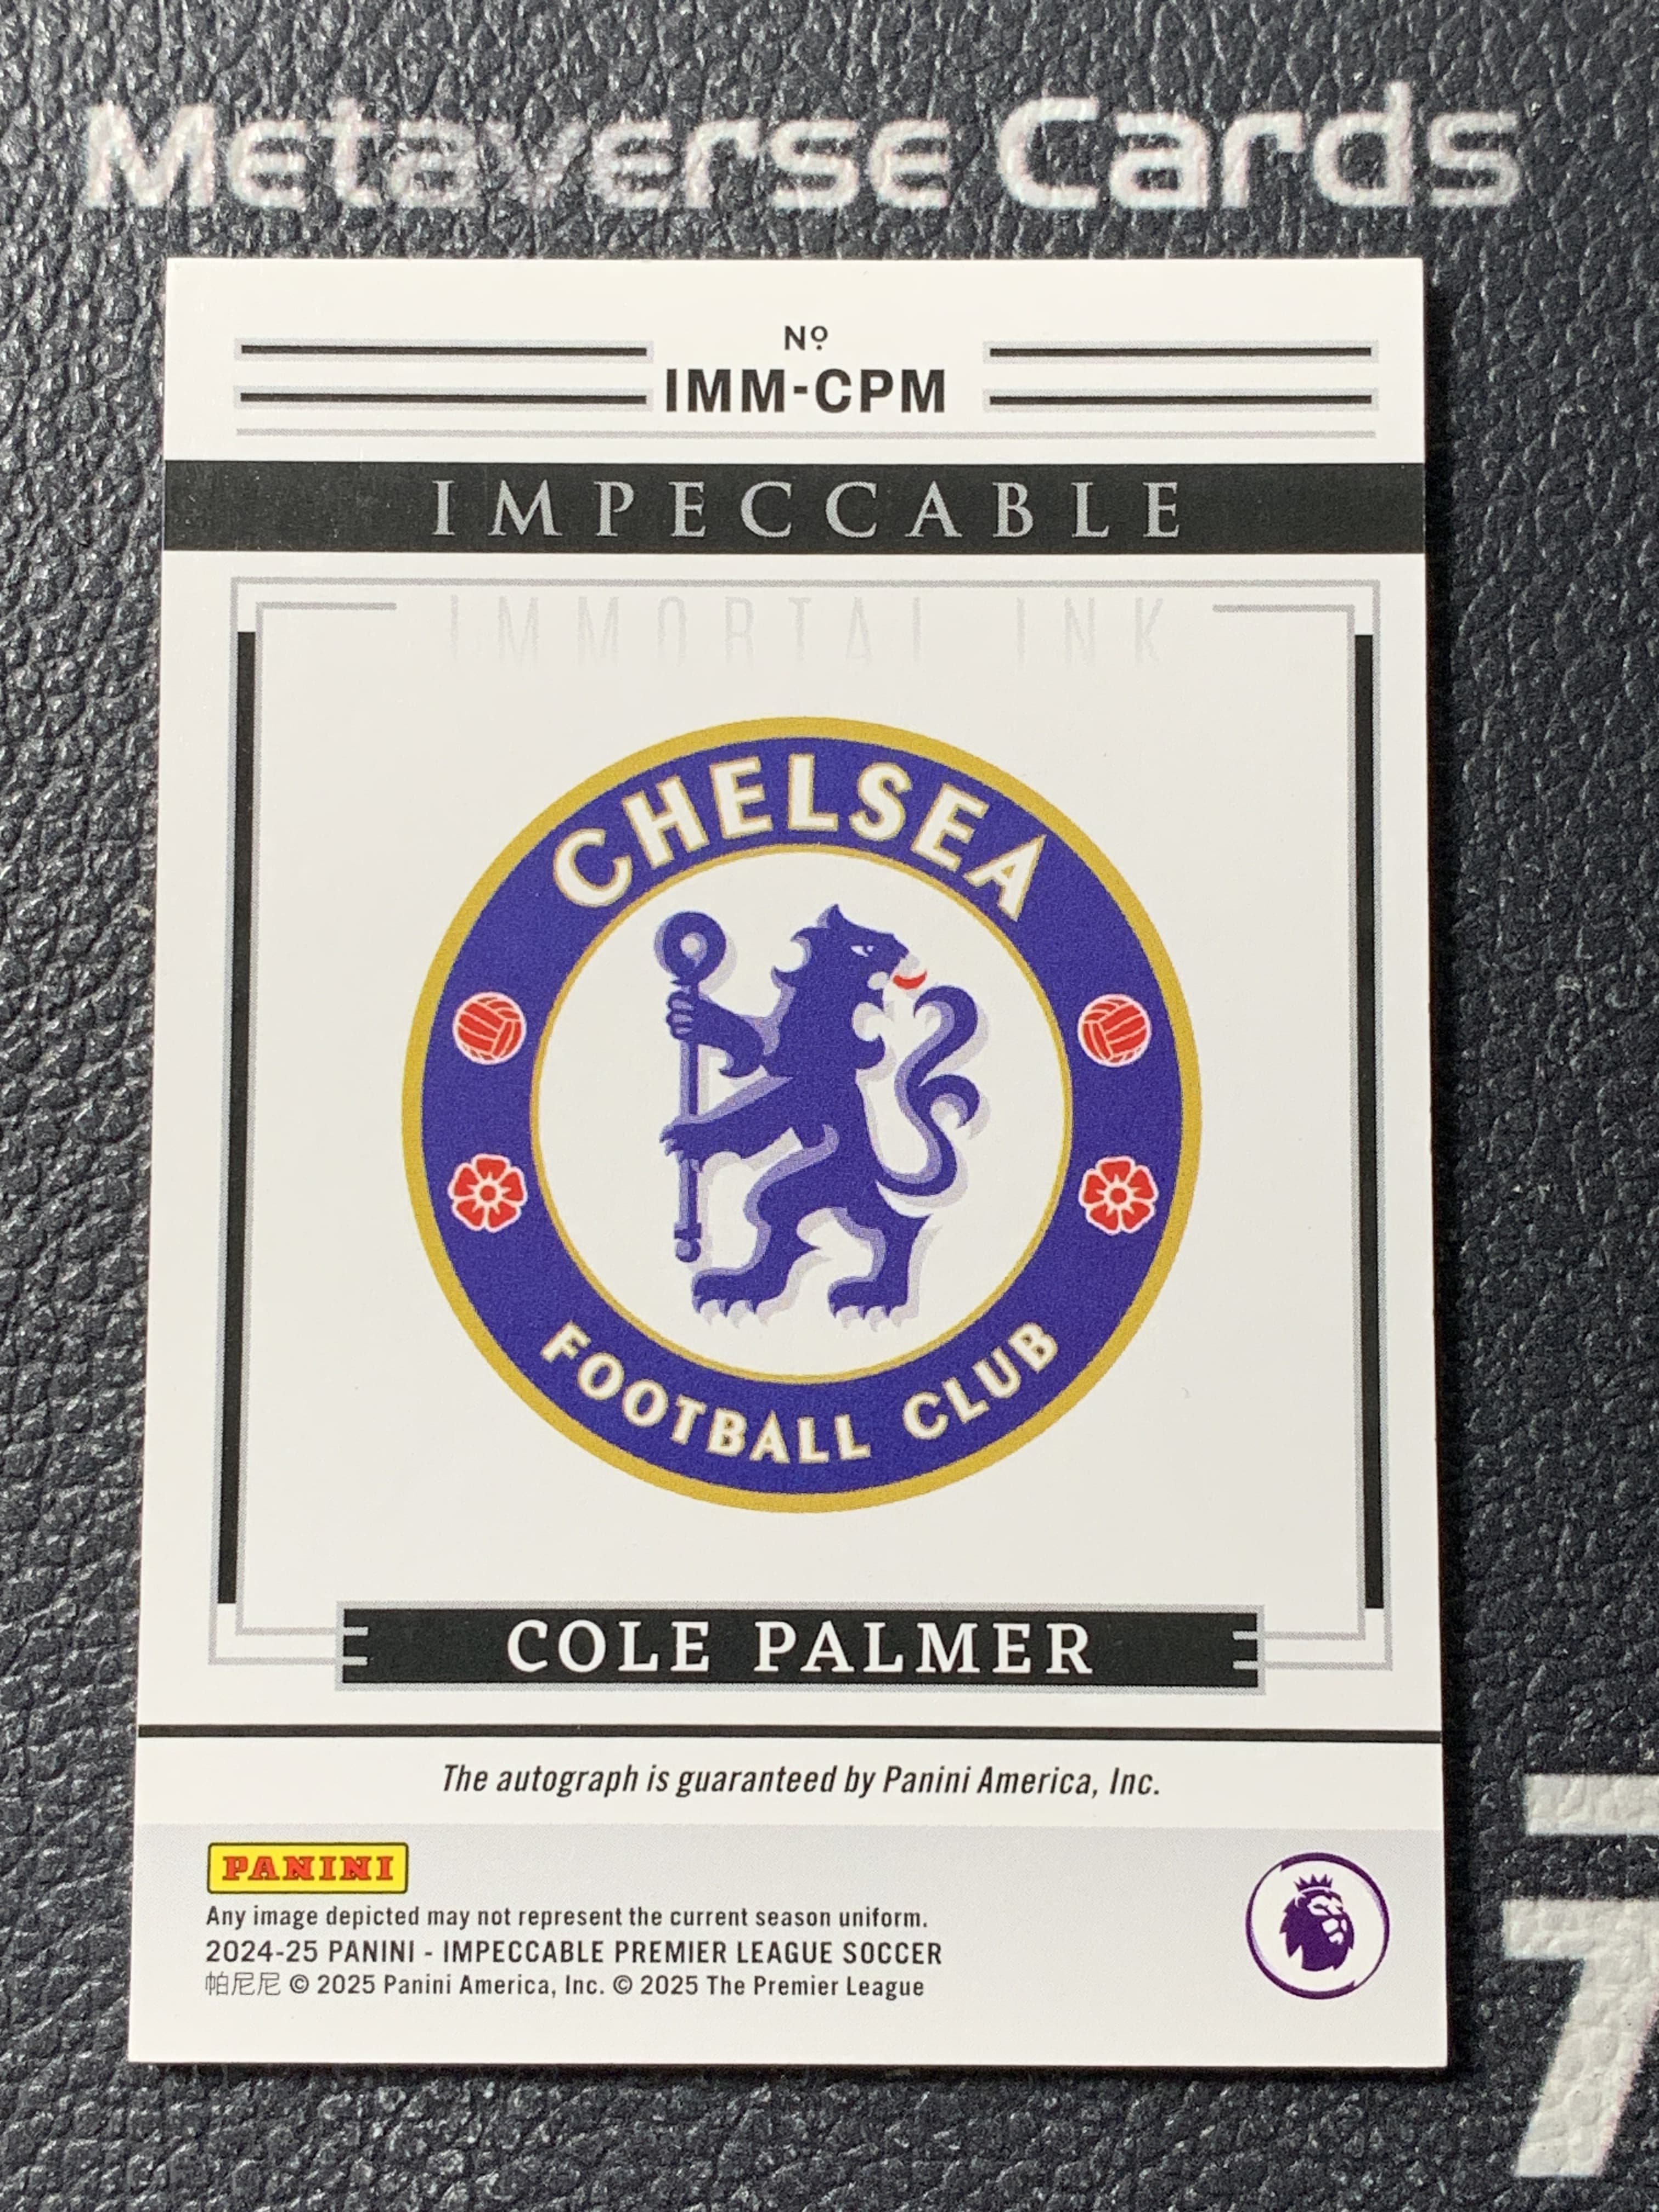 Metaverse Cards
Nº
IMM-CPM
IMPECCABLE
IMMORTAL INK
CHELSEA
FOOTBALL CLUB
COLE PALMER
The autograph is guaranteed by Panini America, Inc.
PANINI
Any image depicted may not represent the current season uniform.
2024-25 PANINI - IMPECCABLE PREMIER LEAGUE SOCCER
帕尼尼 © 2025 Panini America, Inc. © 2025 The Premier League
7
7